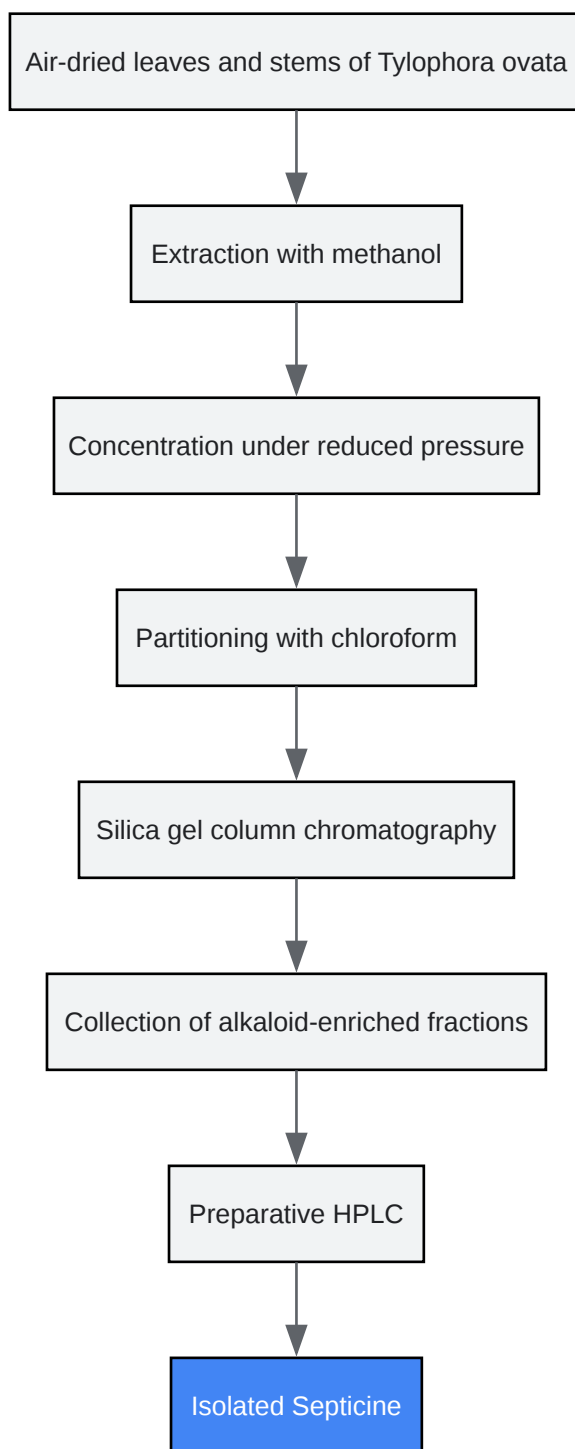 Air-dried leaves and stems of Tylophora ovata
Extraction with methanol
Concentration under reduced pressure
Partitioning with chloroform
Silica gel column chromatography
Collection of alkaloid-enriched fractions
Preparative HPLC
Isolated Septicine